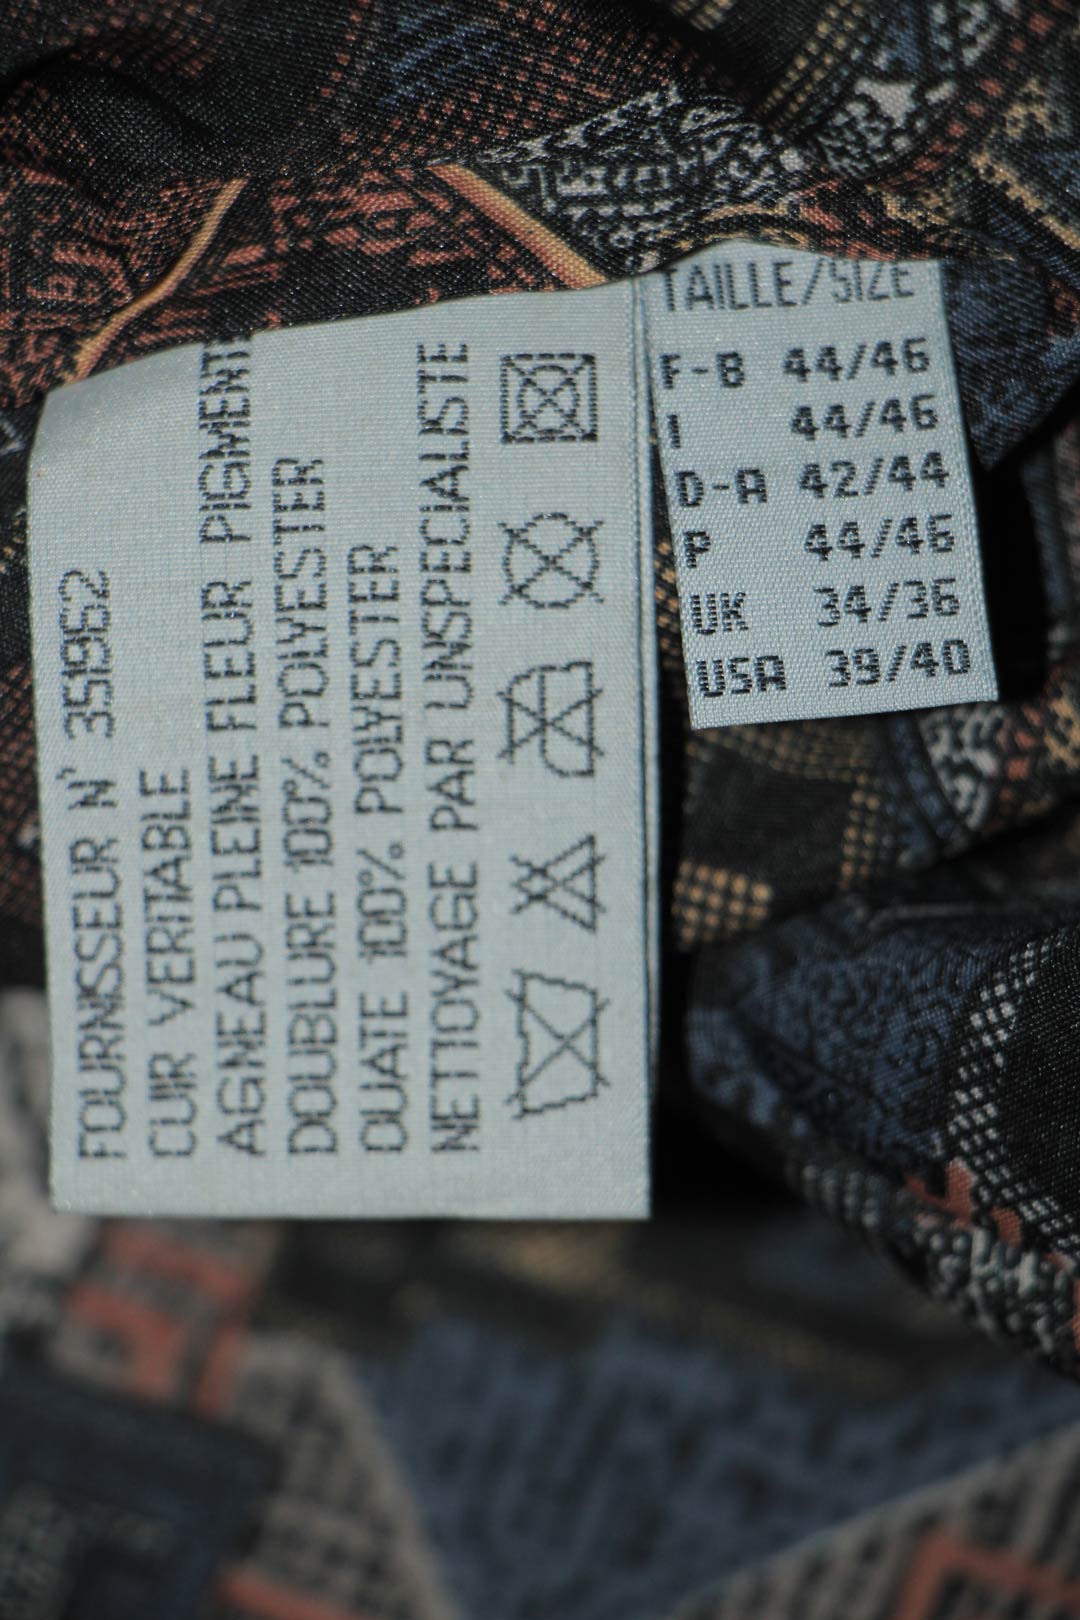 FOURNISSEUR N° 351962
CUIR VERITABLE
AGNEAU PLEINE FLEUR PIGMENTE
DOUBLURE 100% POLYESTER
OUATE 100% POLYESTER
NETTOYAGE PAR UNSPECIALISTE
TAILLE/SIZE
F-B 44/46
I 44/46
D-A 42/44
P 44/46
UK 34/36
USA 39/40